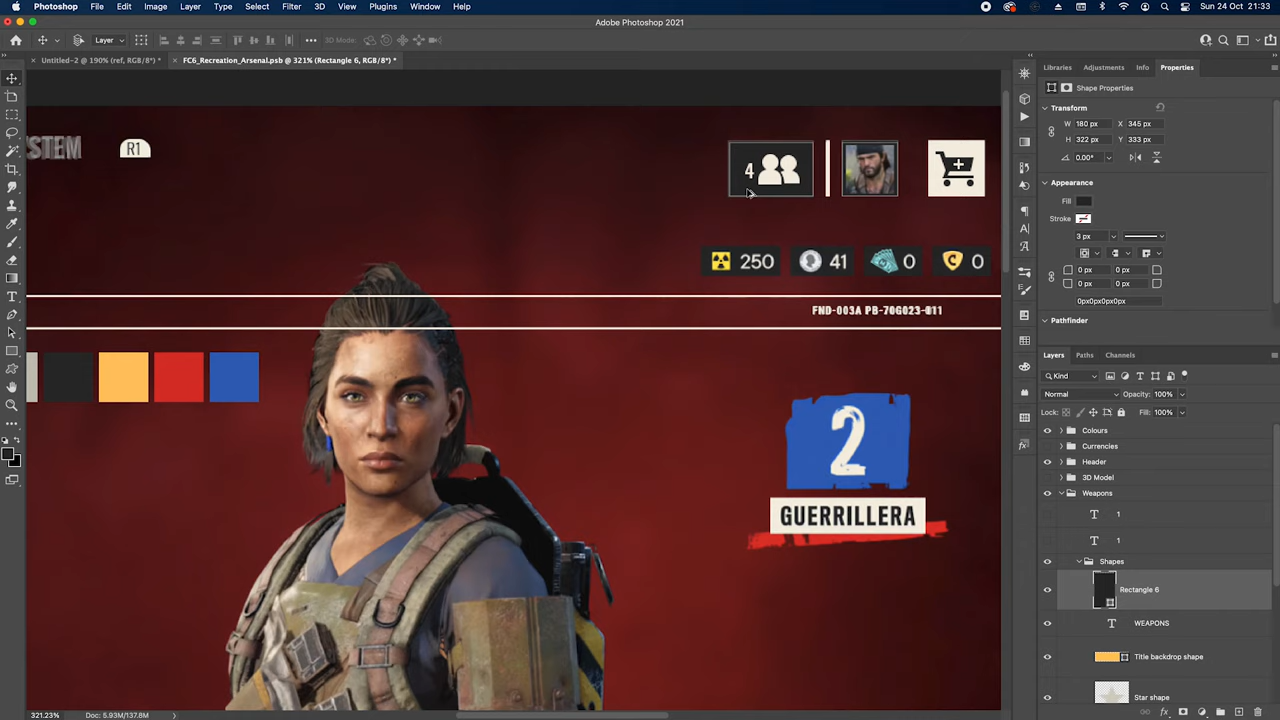 Photoshop File Edit Image Layer Type Select Filter 3D View Plugins Window Help Sun 24 Oct 21:33
Adobe Photoshop 2021
Layer 3D Mode:
Untitled-2 @ 190% (ref, RGB/8*) *
FC6_Recreation_Arsenal.psb @ 321% (Rectangle 6, RGB/8*) *
STEM
R1
4
250
41
0
C
0
FND-003A PB-70G023-011
2
GUERRILLERA
321.23% Doc: 5.93M/137.8M
Libraries Adjustments Info Properties
Shape Properties
Transform
W 180 px X 345 px
H 322 px Y 333 px
0.00°
Appearance
Fill
Stroke
3 px
0 px 0 px
0 px 0 px
0px0px0px0px
Pathfinder
Layers Paths Channels
Kind
Normal Opacity: 100%
Lock: Fill: 100%
Colours
Currencies
Header
3D Model
Weapons
T 1
T 1
Shapes
Rectangle 6
T WEAPONS
Title backdrop shape
Star shape
fx